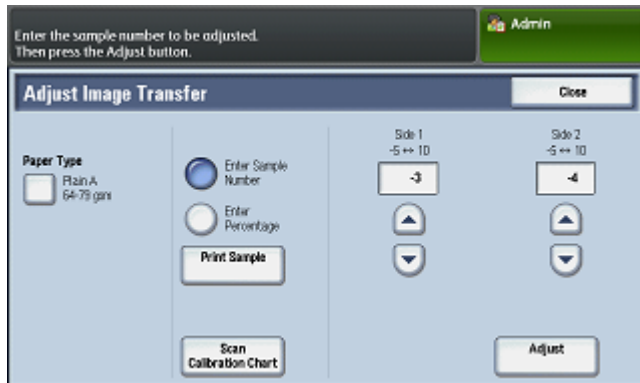 Enter the sample number to be adjusted.
Then press the Adjust button.
Admin
Adjust Image Transfer
Close
Paper Type
Plain A
64-79 gsm
Enter Sample
Number
Enter
Percentage
Print Sample
Scan
Calibration Chart
Side 1
-5 ↔ 10
-3
Side 2
-5 ↔ 10
-4
Adjust